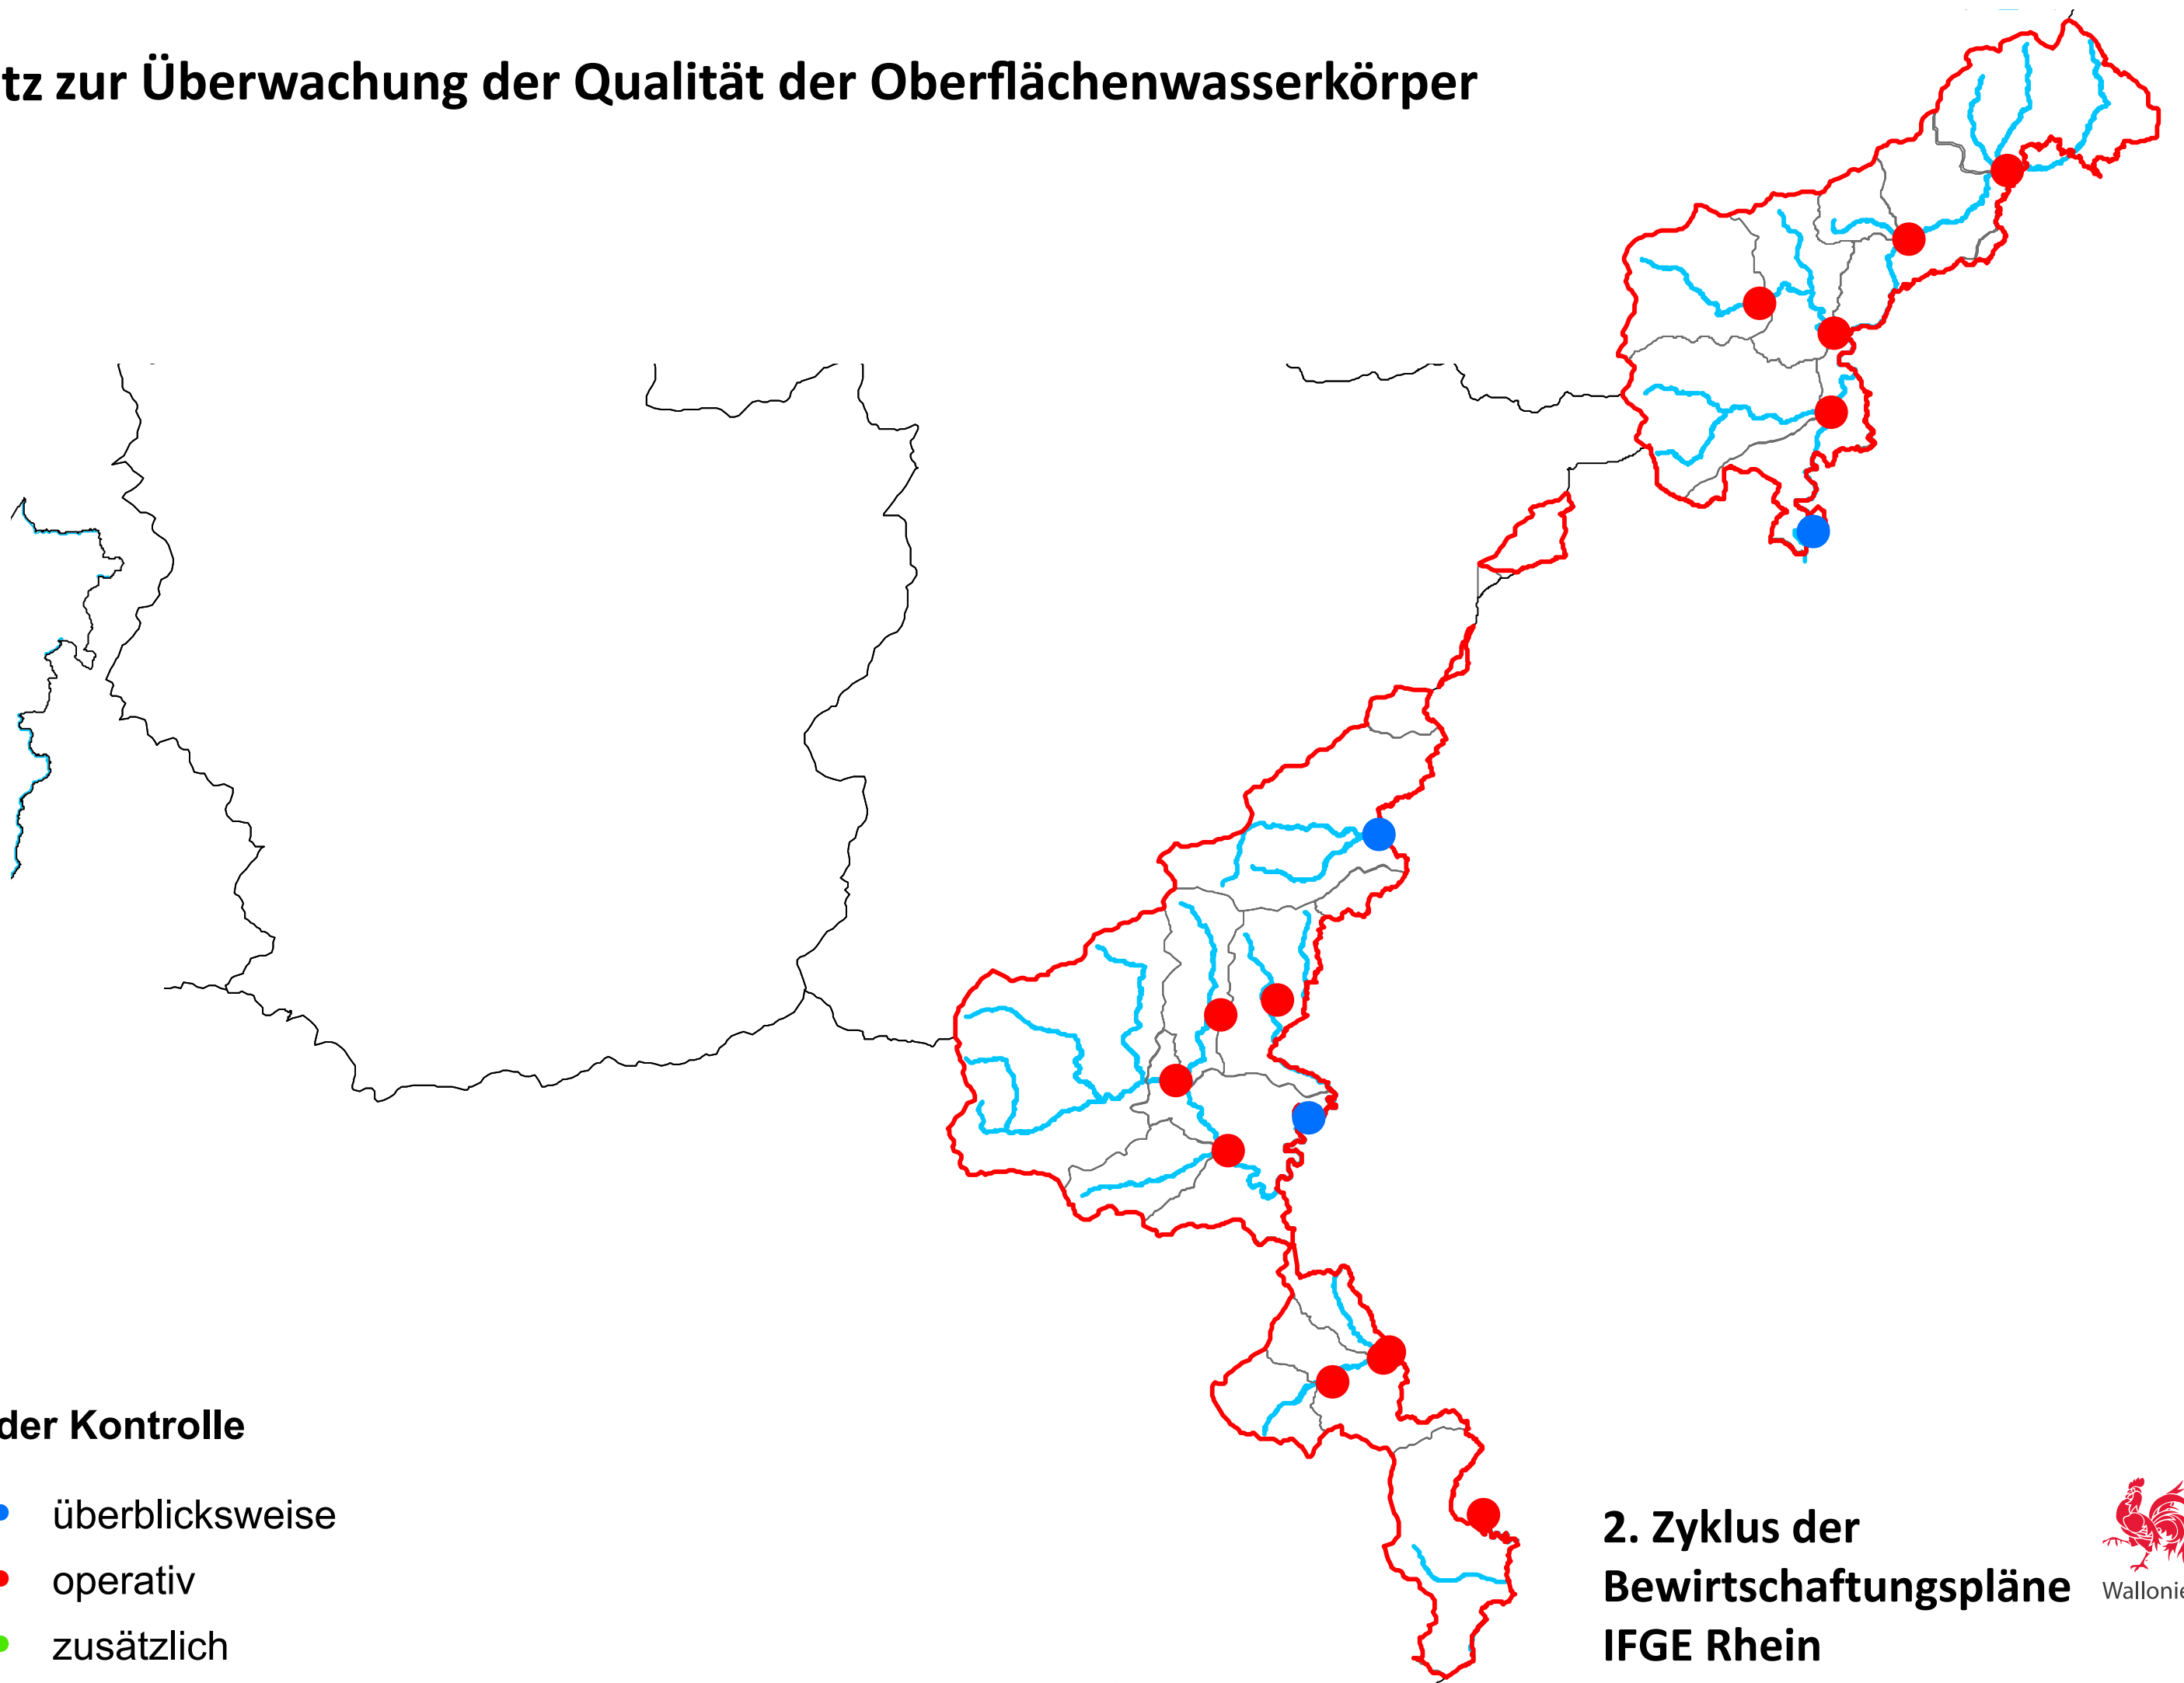 tz zur Überwachung der Qualität der Oberflächenwasserkörper
der Kontrolle
überblicksweise
operativ
zusätzlich
2. Zyklus der
Bewirtschaftungspläne
IFGE Rhein
Wallonie